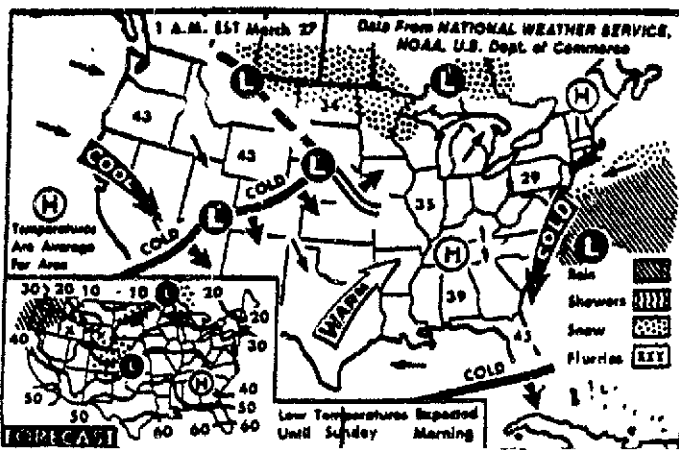 1 A.M. EST March 27
Data From NATIONAL WEATHER SERVICE,
NOAA, U.S. Dept. of Commerce
L
L
H
34
43
43
COOL
L
29
COLD
L
35
H
Temperatures
Are Average
For Area
COLD
H
COLD
L
WARM
39
45
Rain
Showers
Snow
Flurries
COLD
30 20 10 -10 L 20
20
40
30
L
H
40
50
50
50
60
60
60
FORECAST
Low Temperatures Expected
Until Sunday Morning